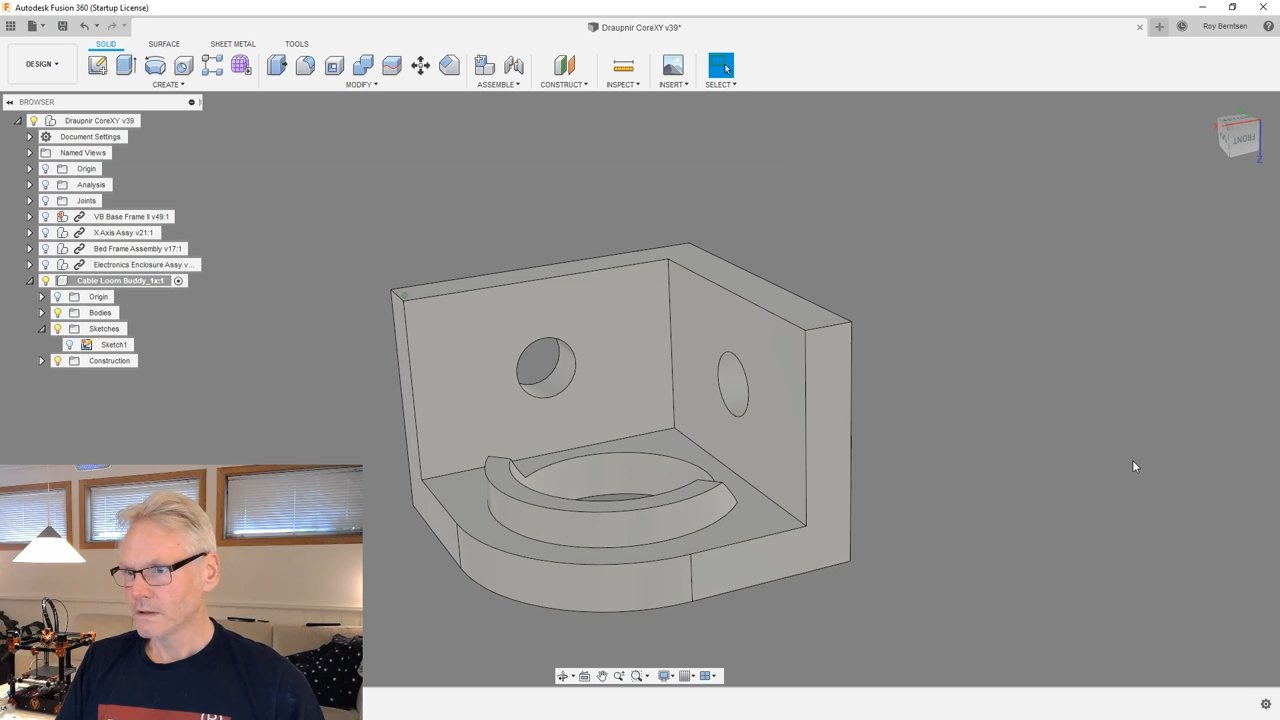 Autodesk Fusion 360 (Startup License)
Draupnir CoreXY v39*
Roy Berntsen
DESIGN
SOLID SURFACE SHEET METAL TOOLS
CREATE MODIFY ASSEMBLE CONSTRUCT INSPECT INSERT SELECT
BROWSER
Draupnir CoreXY v39
Document Settings
Named Views
Origin
Analysis
Joints
VB Base Frame II v49:1
X Axis Assy v21:1
Bed Frame Assembly v17:1
Electronics Enclosure Assy v...
Cable Loom Buddy_1x:1
Origin
Bodies
Sketches
Sketch1
Construction
FRONT
Z